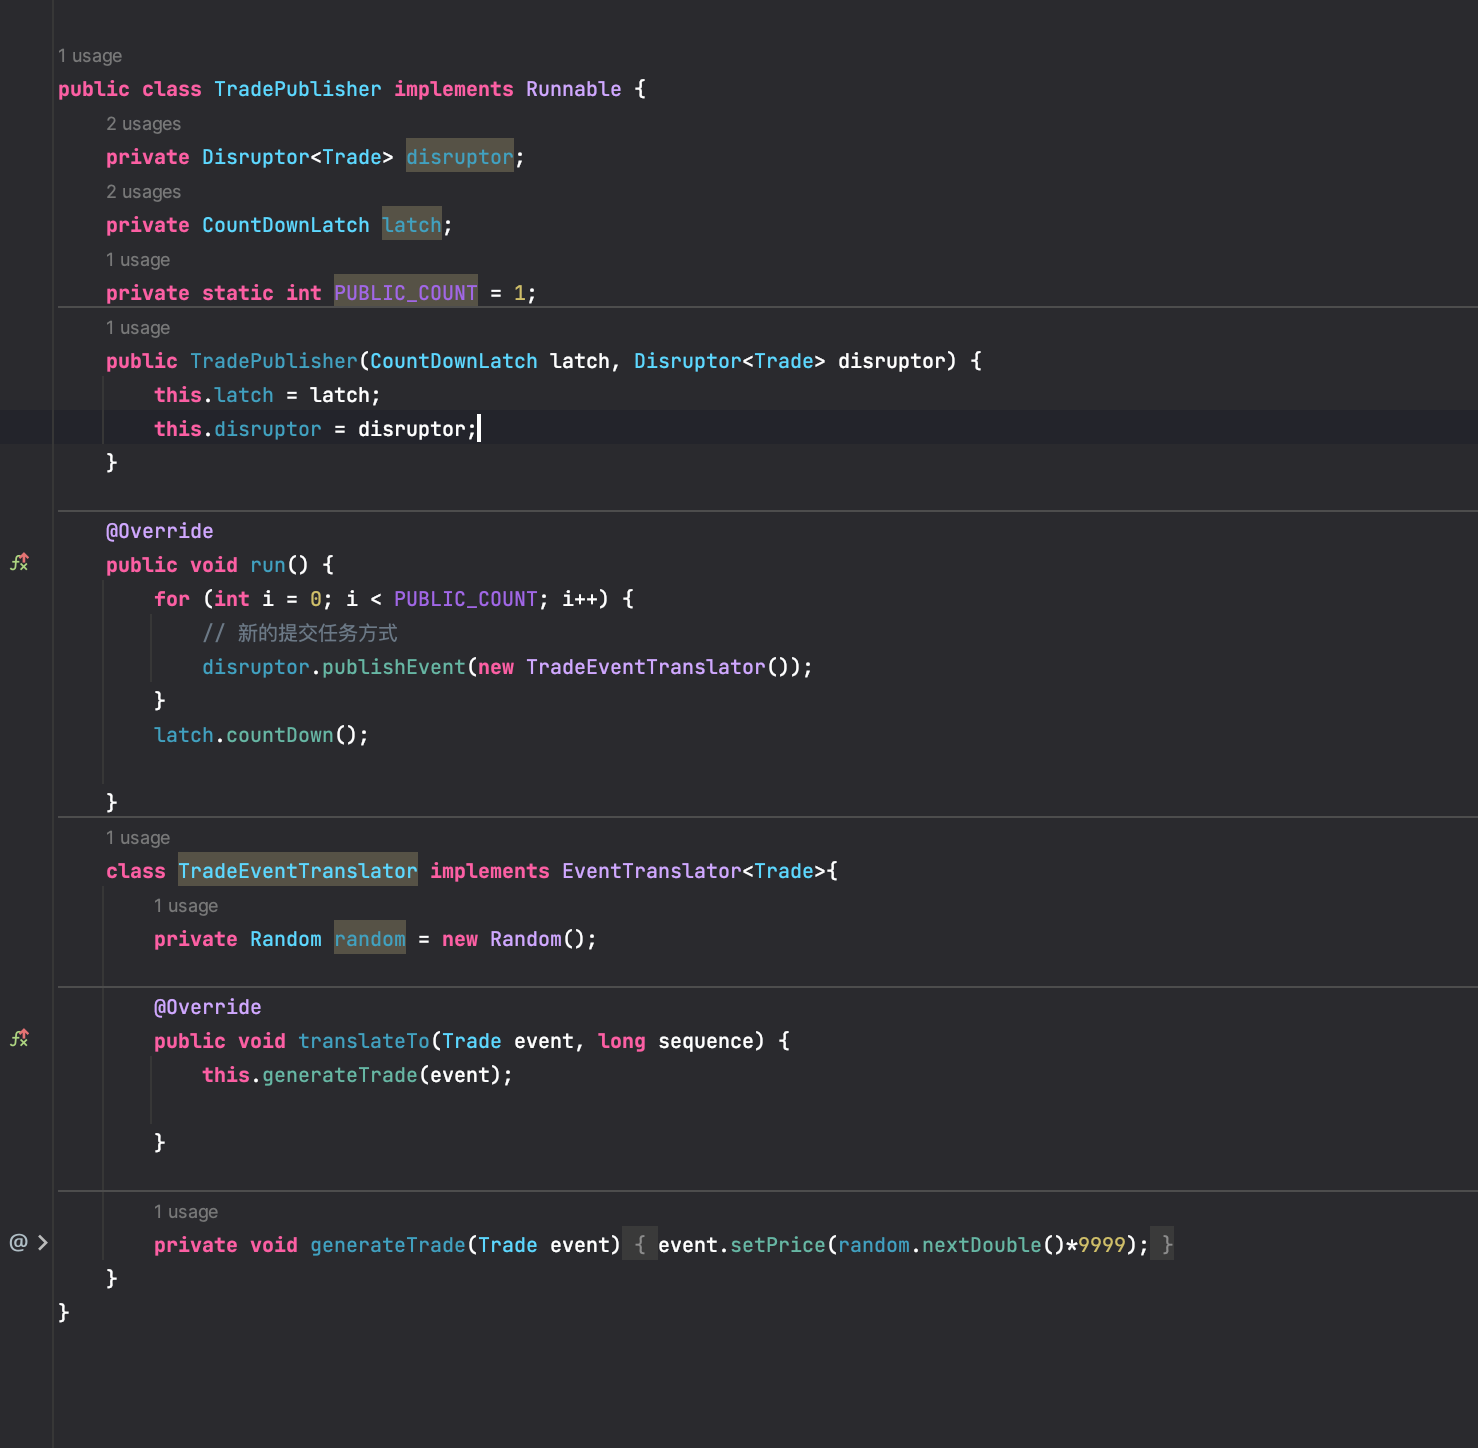 1 usage
public class TradePublisher implements Runnable {
2 usages
private Disruptor<Trade> disruptor;
2 usages
private CountDownLatch latch;
1 usage
private static int PUBLIC_COUNT = 1;
1 usage
public TradePublisher(CountDownLatch latch, Disruptor<Trade> disruptor) {
this.latch = latch;
this.disruptor = disruptor;
}
@Override
public void run() {
for (int i = 0; i < PUBLIC_COUNT; i++) {
// 新的提交任务方式
disruptor.publishEvent(new TradeEventTranslator());
}
latch.countDown();
}
1 usage
class TradeEventTranslator implements EventTranslator<Trade>{
1 usage
private Random random = new Random();
@Override
public void translateTo(Trade event, long sequence) {
this.generateTrade(event);
}
1 usage
@ private void generateTrade(Trade event) { event.setPrice(random.nextDouble()*9999); }
}
}